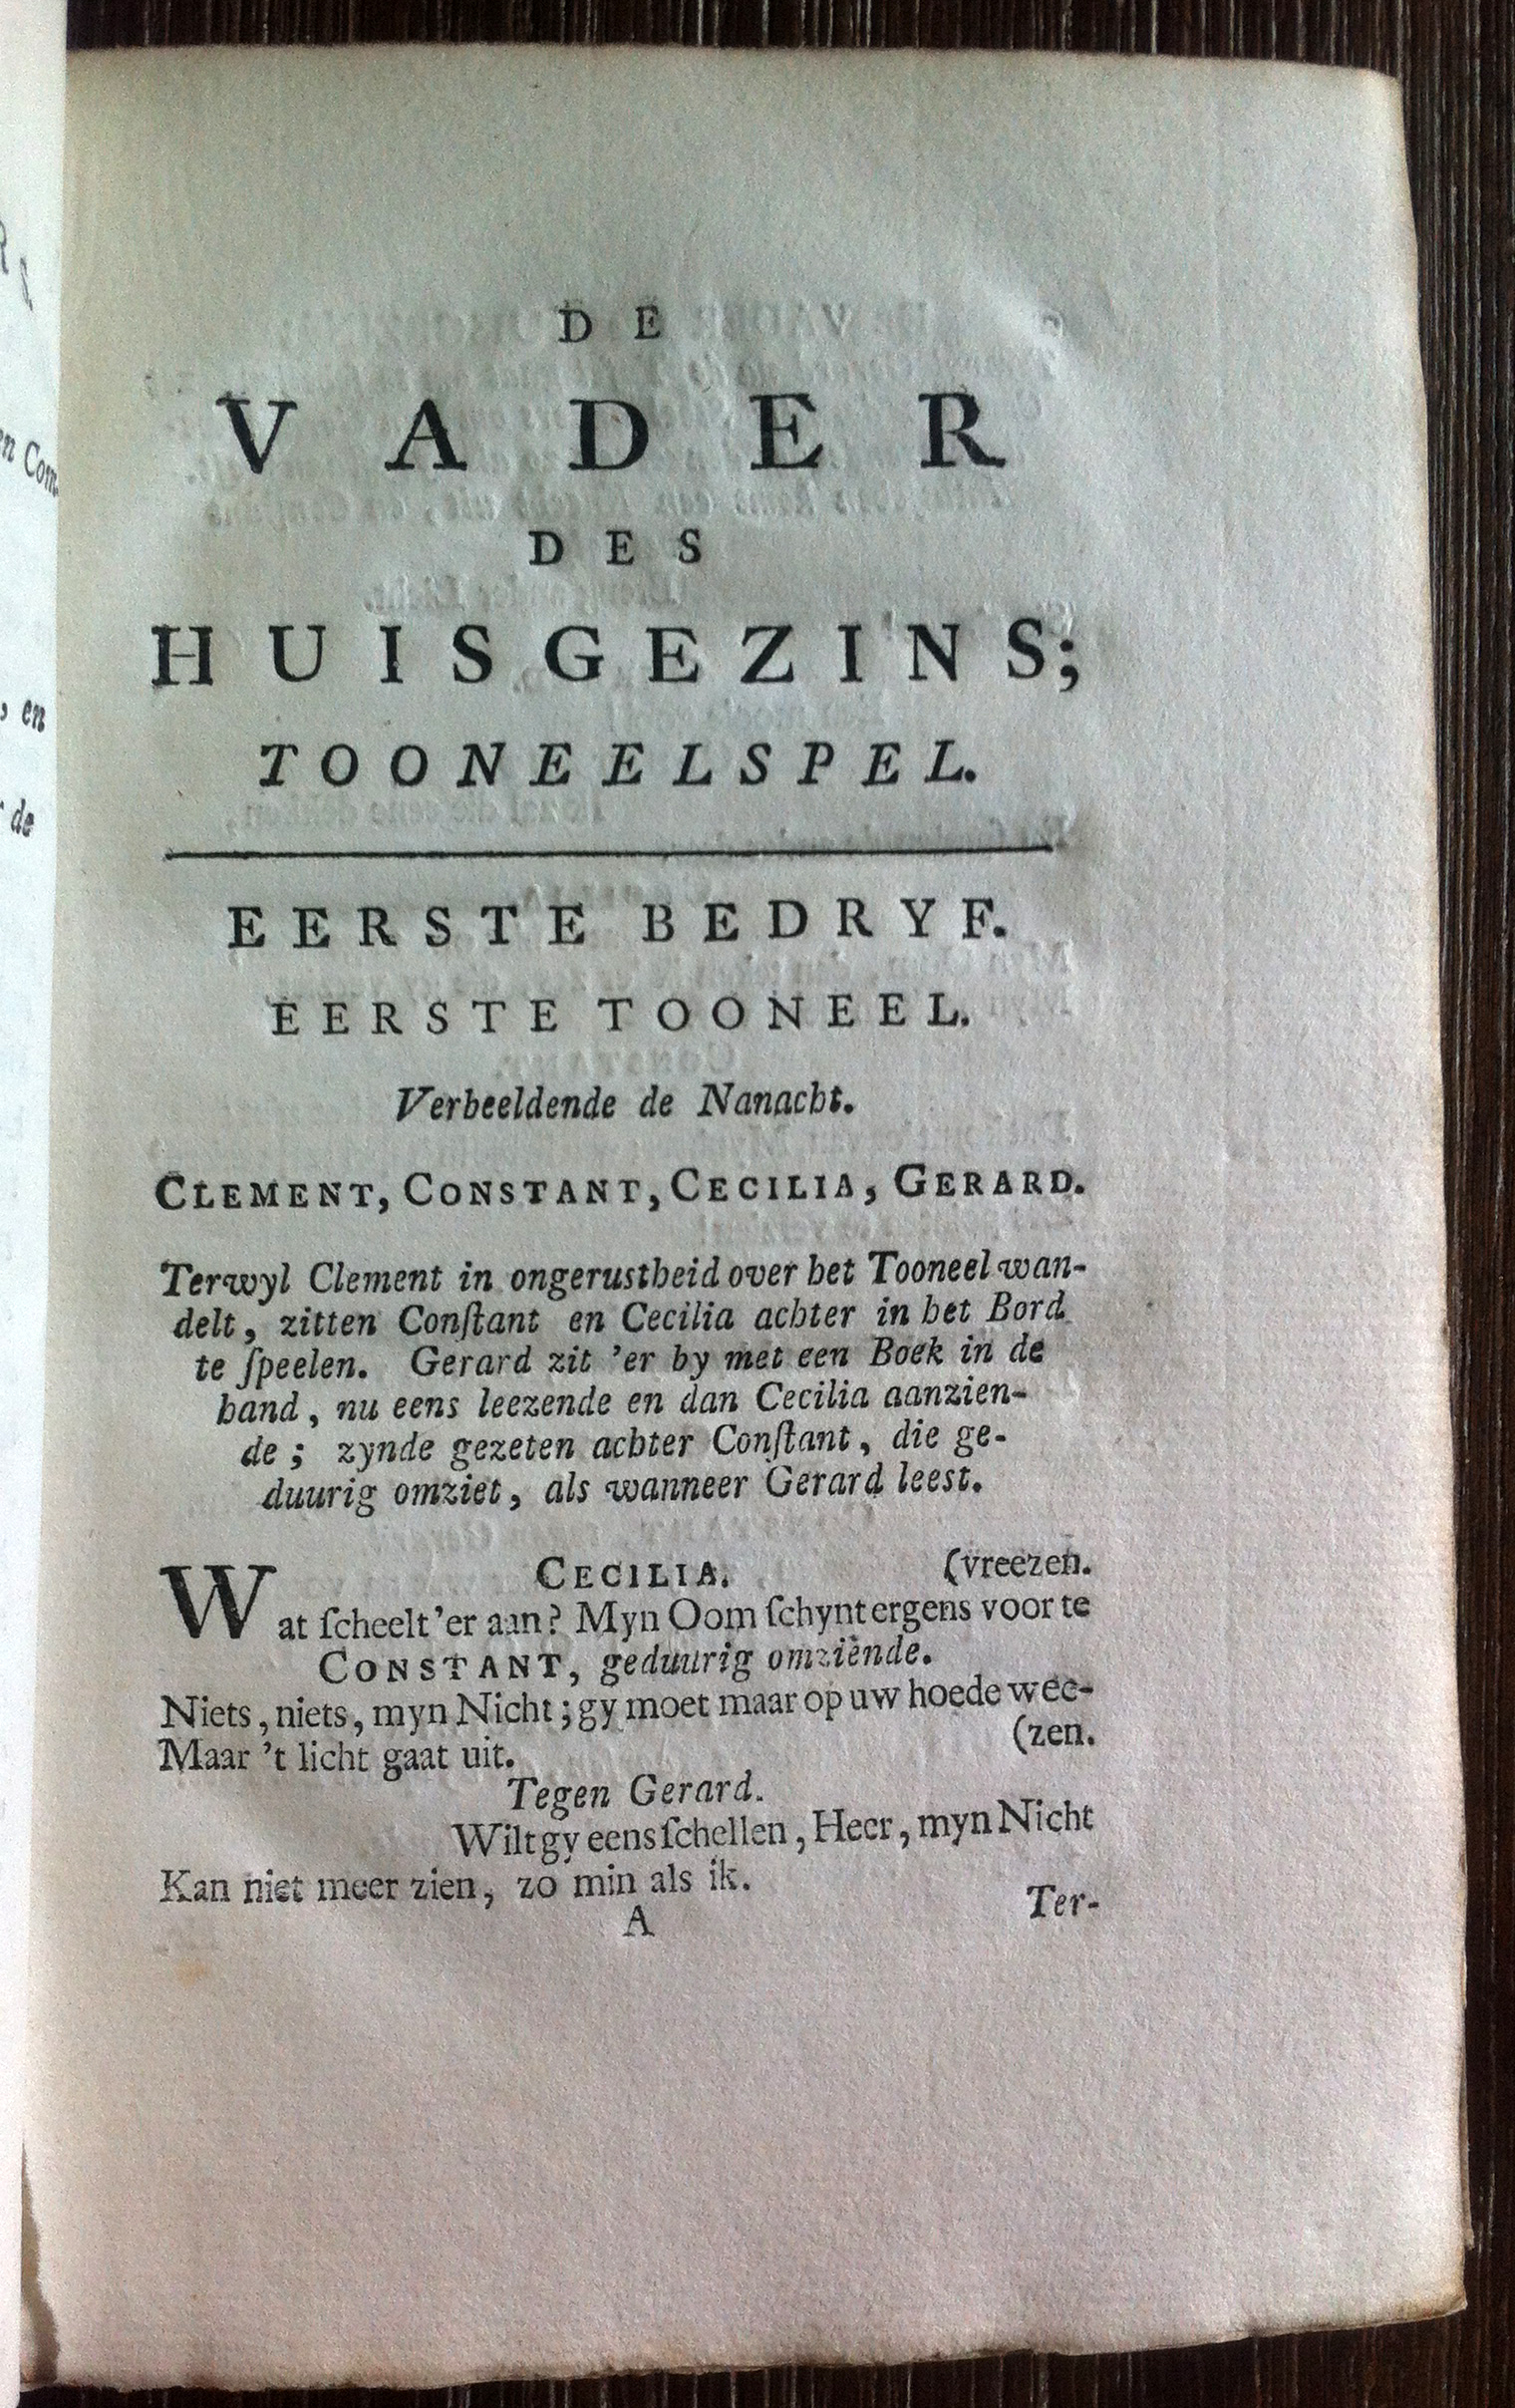 DE
VADER
DES
HUISGEZINS;
TOONEELSPEL.
EERSTE BEDRYF.
EERSTE TOONEEL.
Verbeeldende de Nanacht.
CLEMENT, CONSTANT, CECILIA, GERARD.
Terwyl Clement in ongerustheid over het Tooneel wan-
delt, zitten Conſtant en Cecilia achter in het Bord
te ſpeelen. Gerard zit 'er by met een Boek in de
hand, nu eens leezende en dan Cecilia aanzien-
de; zynde gezeten achter Conſtant, die ge-
duurig omziet, als wanneer Gerard leest.
CECILIA. (vreezen.
Wat ſcheelt 'er aan? Myn Oom ſchynt ergens voor te
CONSTANT, geduurig omziende.
Niets, niets, myn Nicht; gy moet maar op uw hoede wee-
(zen.
Maar 't licht gaat uit.
Tegen Gerard.
Wilt gy eens ſchellen, Heer, myn Nicht
Kan niet meer zien, zo min als ik.
A Ter-
n Com-
, en
de